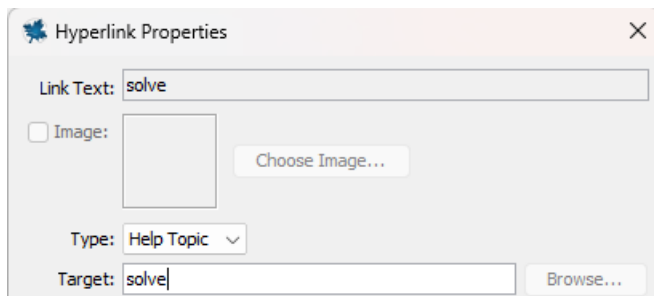 Hyperlink Properties
Link Text: solve
Image:
Choose Image...
Type: Help Topic
Target: solve
Browse...